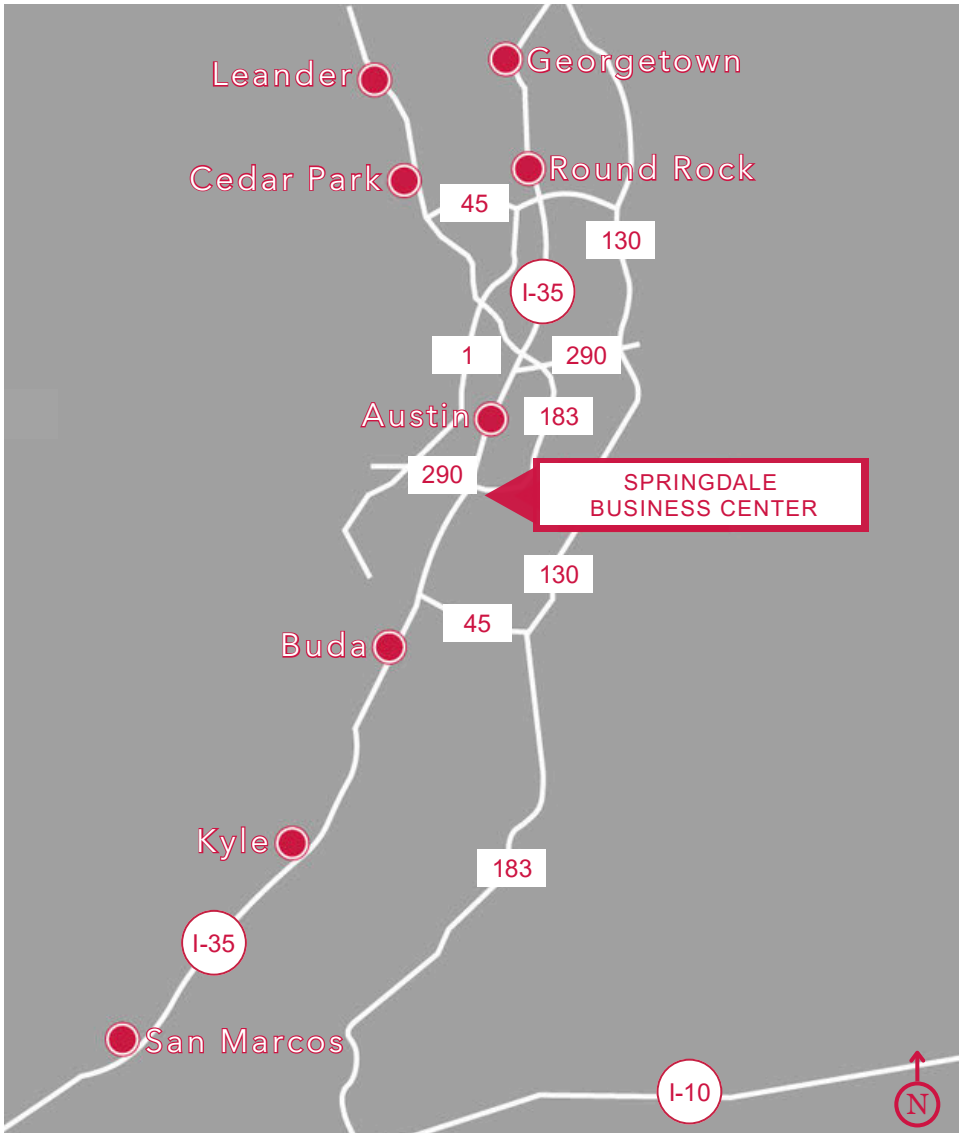 Georgetown
Leander
Round Rock
Cedar Park
45
130
I-35
1
290
Austin
183
290
SPRINGDALE
BUSINESS CENTER
130
45
Buda
Kyle
183
I-35
San Marcos
I-10
N